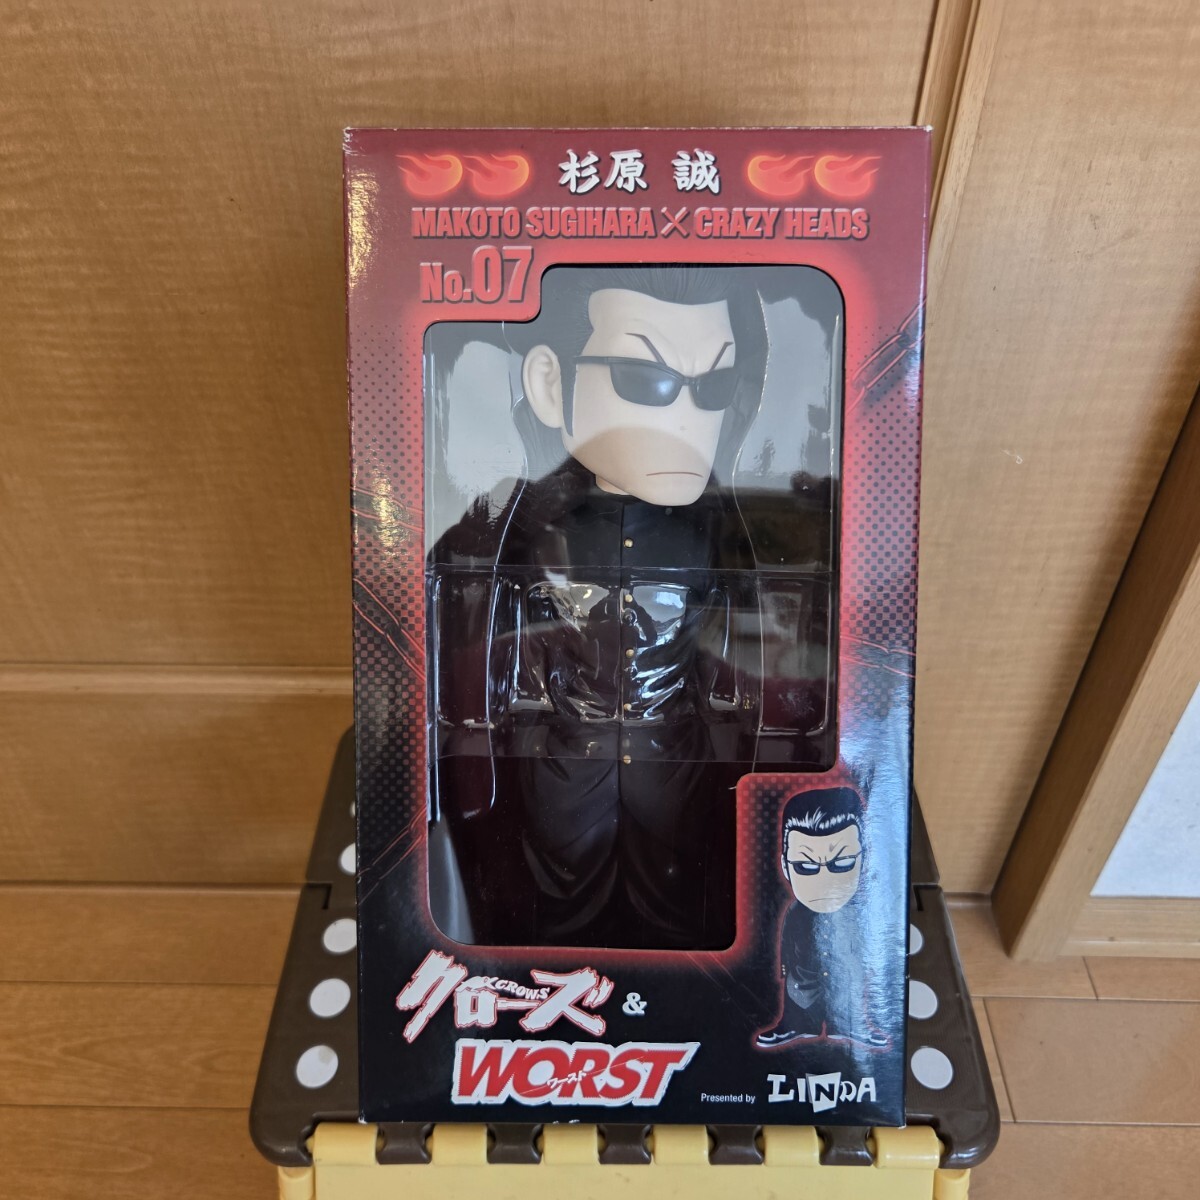 杉原 誠
MAKOTO SUGIHARA × CRAZY HEADS
No.07
クローズ &
CROWS
WORST
ワースト
Presented by LINDA